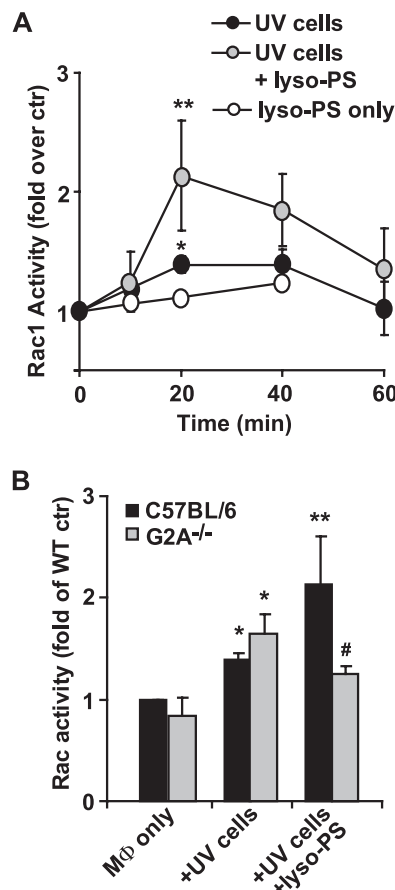 A
UV cells
UV cells
+ lyso-PS
lyso-PS only
Rac1 Activity (fold over ctr)
3
2
1
**
*
0 20 40 60
Time (min)
B
C57BL/6
G2A-/-
Rac activity (fold of WT ctr)
3
2
1
0
**
* *
#
MΦ only
+UV cells
+UV cells
+lyso-PS